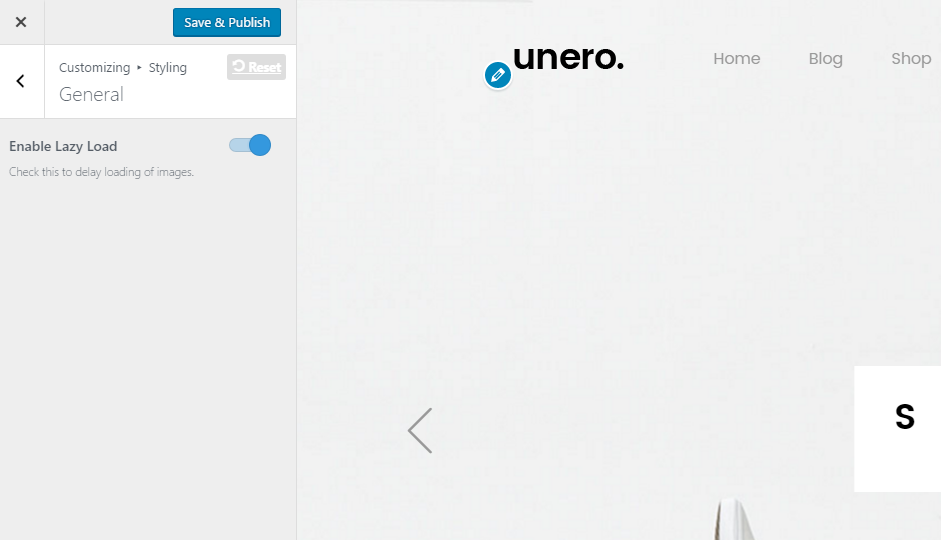 Save & Publish
Customizing ▸ Styling
Reset
General
Enable Lazy Load
Check this to delay loading of images.
unero.
Home Blog Shop
S